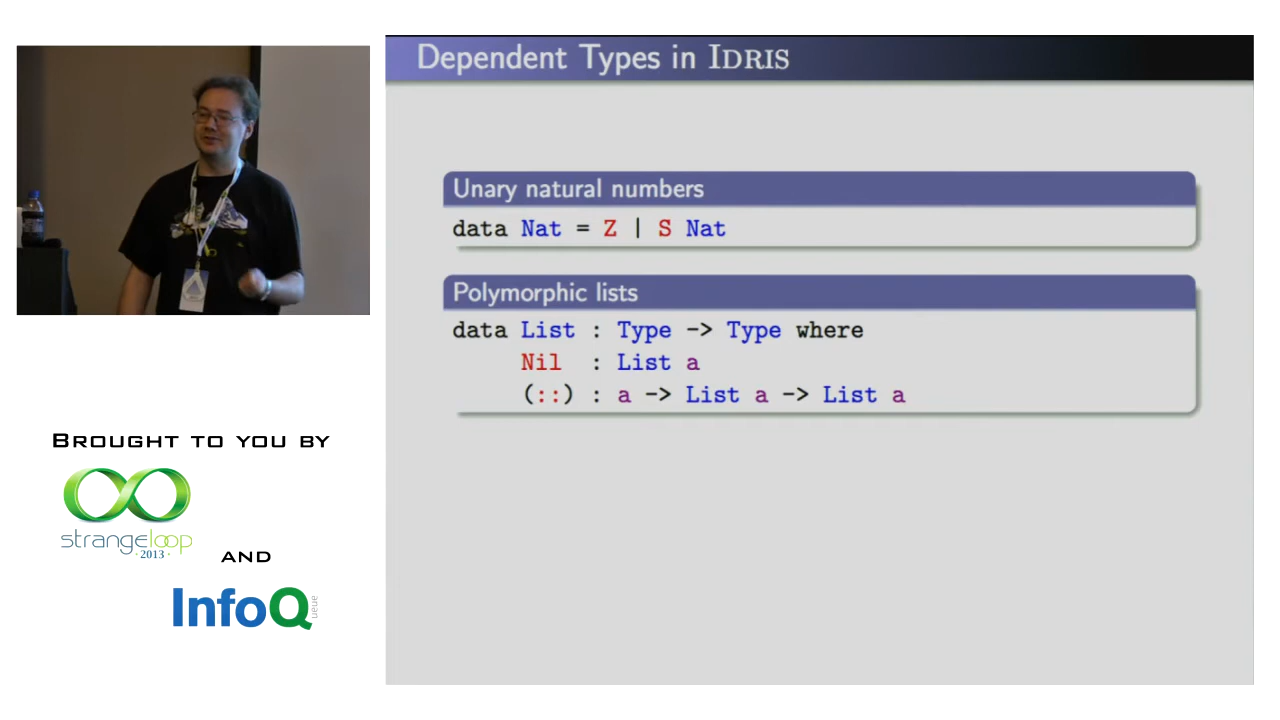 Dependent Types in IDRIS
Unary natural numbers
data Nat = Z | S Nat
Polymorphic lists
data List : Type -> Type where
Nil : List a
(::) : a -> List a -> List a
BROUGHT TO YOU BY
strangeloop
· 2013 ·
AND
InfoQ
ueue